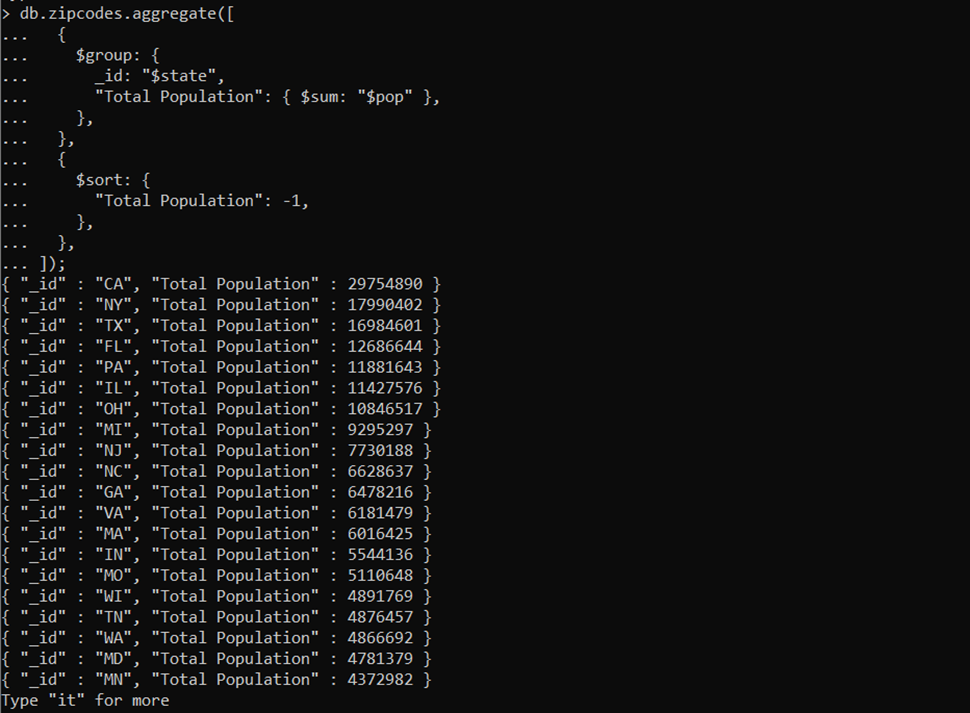 > db.zipcodes.aggregate([
...   {
...     $group: {
...       _id: "$state",
...       "Total Population": { $sum: "$pop" },
...     },
...   },
...   {
...     $sort: {
...       "Total Population": -1,
...     },
...   },
... ]);
{ "_id" : "CA", "Total Population" : 29754890 }
{ "_id" : "NY", "Total Population" : 17990402 }
{ "_id" : "TX", "Total Population" : 16984601 }
{ "_id" : "FL", "Total Population" : 12686644 }
{ "_id" : "PA", "Total Population" : 11881643 }
{ "_id" : "IL", "Total Population" : 11427576 }
{ "_id" : "OH", "Total Population" : 10846517 }
{ "_id" : "MI", "Total Population" : 9295297 }
{ "_id" : "NJ", "Total Population" : 7730188 }
{ "_id" : "NC", "Total Population" : 6628637 }
{ "_id" : "GA", "Total Population" : 6478216 }
{ "_id" : "VA", "Total Population" : 6181479 }
{ "_id" : "MA", "Total Population" : 6016425 }
{ "_id" : "IN", "Total Population" : 5544136 }
{ "_id" : "MO", "Total Population" : 5110648 }
{ "_id" : "WI", "Total Population" : 4891769 }
{ "_id" : "TN", "Total Population" : 4876457 }
{ "_id" : "WA", "Total Population" : 4866692 }
{ "_id" : "MD", "Total Population" : 4781379 }
{ "_id" : "MN", "Total Population" : 4372982 }
Type "it" for more